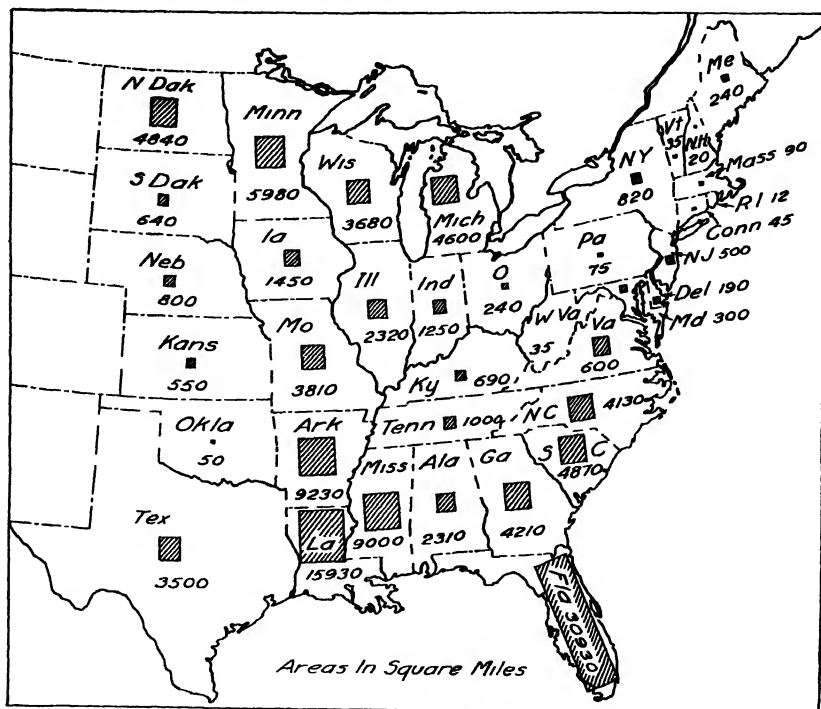 N Dak
4840
Minn
5980
Wis
3680
Mich
4600
Me
240
Vt
35
NH
20
Mass 90
NY
820
RI 12
Conn 45
S Dak
640
Ia
1450
Pa
75
NJ 500
Neb
800
Ill
2320
Ind
1250
O
240
Del 190
Md 300
W Va
35
Va
600
Kans
550
Mo
3810
Ky 690
Okla
50
Ark
9230
Tenn 1000
NC 4130
S C
4870
Miss
9000
Ala
2310
Ga
4210
Tex
3500
La
15930
Fla 30930
Areas In Square Miles